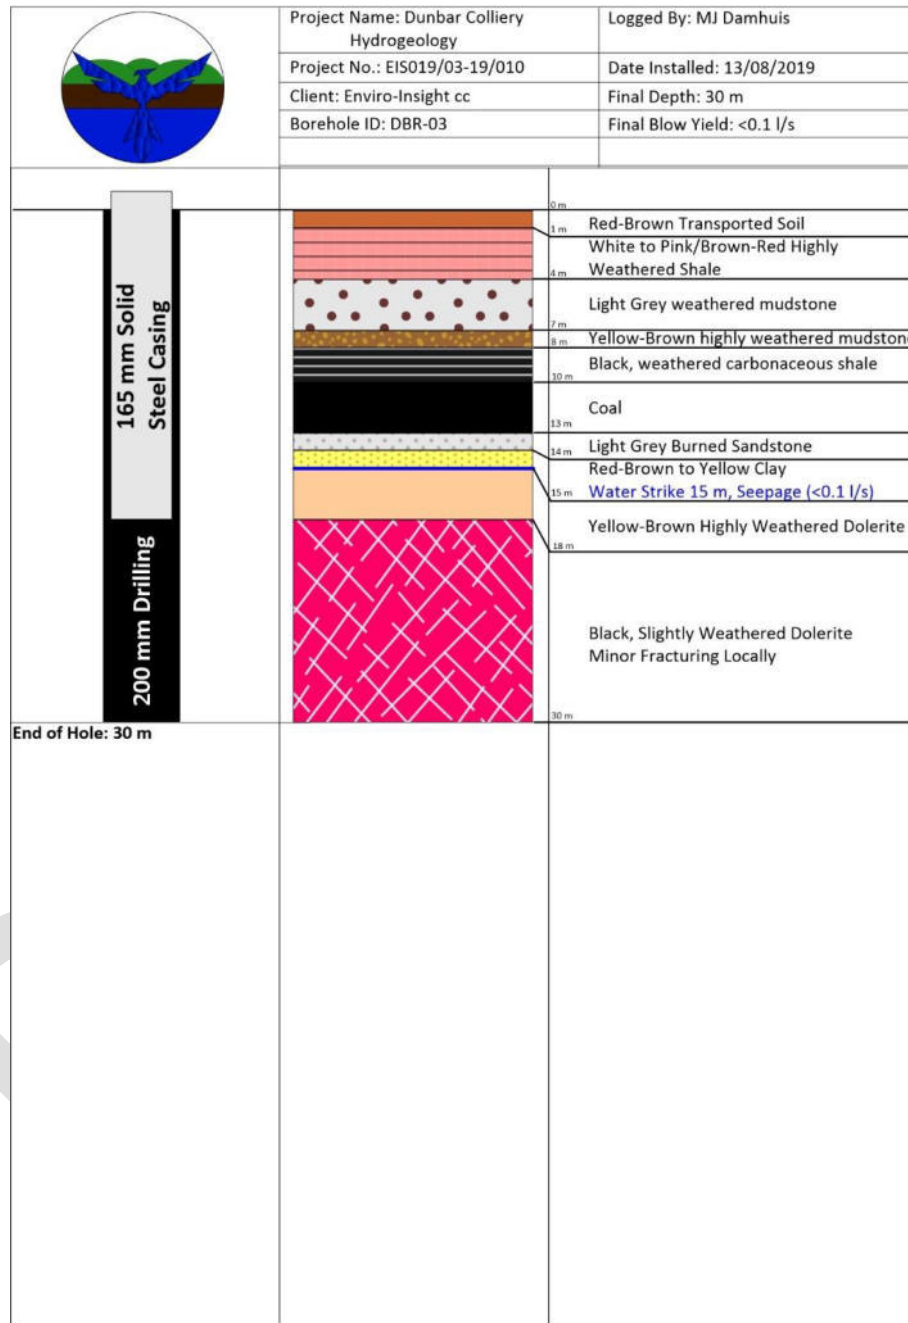 Project Name: Dunbar Colliery
Hydrogeology
Logged By: MJ Damhuis
Project No.: EIS019/03-19/010
Date Installed: 13/08/2019
Client: Enviro-Insight cc
Final Depth: 30 m
Borehole ID: DBR-03
Final Blow Yield: <0.1 l/s
165 mm Solid
Steel Casing
200 mm Drilling
0 m
Red-Brown Transported Soil
1 m
White to Pink/Brown-Red Highly
Weathered Shale
4 m
Light Grey weathered mudstone
7 m
Yellow-Brown highly weathered mudstone
8 m
Black, weathered carbonaceous shale
10 m
Coal
13 m
Light Grey Burned Sandstone
14 m
Red-Brown to Yellow Clay
Water Strike 15 m, Seepage (<0.1 l/s)
15 m
Yellow-Brown Highly Weathered Dolerite
18 m
Black, Slightly Weathered Dolerite
Minor Fracturing Locally
30 m
End of Hole: 30 m